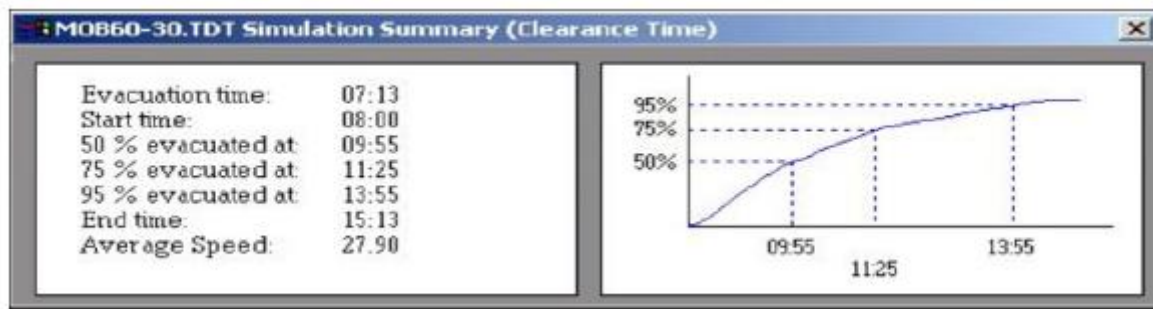 MOB60-30.TDT Simulation Summary (Clearance Time)
Evacuation time: 07:13
Start time: 08:00
50 % evacuated at: 09:55
75 % evacuated at: 11:25
95 % evacuated at: 13:55
End time: 15:13
Average Speed: 27.90
95%
75%
50%
09:55 13:55
11:25